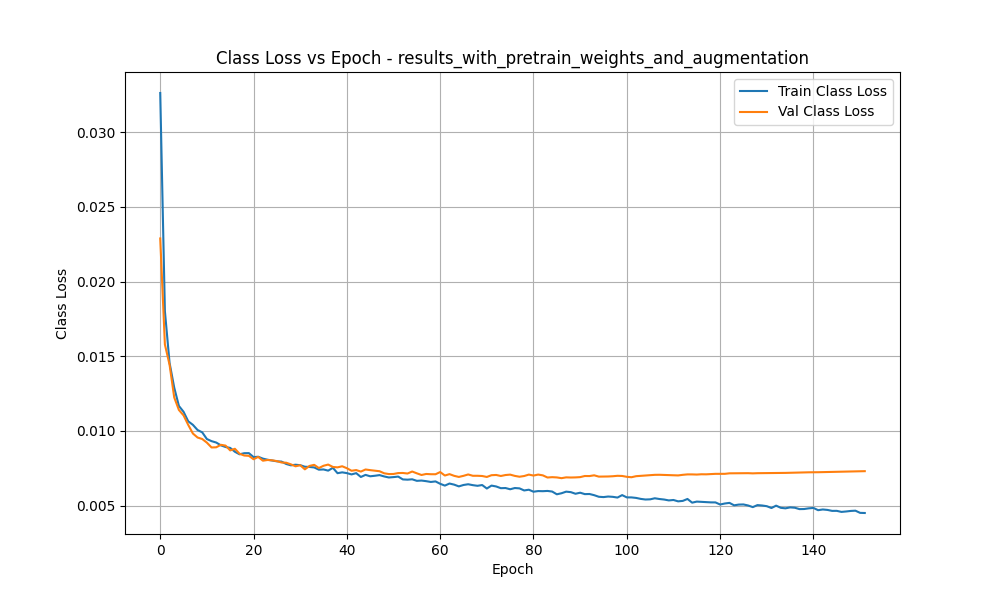 Class Loss vs Epoch - results_with_pretrain_weights_and_augmentation
Train Class Loss
Val Class Loss
Class Loss
0.030
0.025
0.020
0.015
0.010
0.005
0 20 40 60 80 100 120 140
Epoch